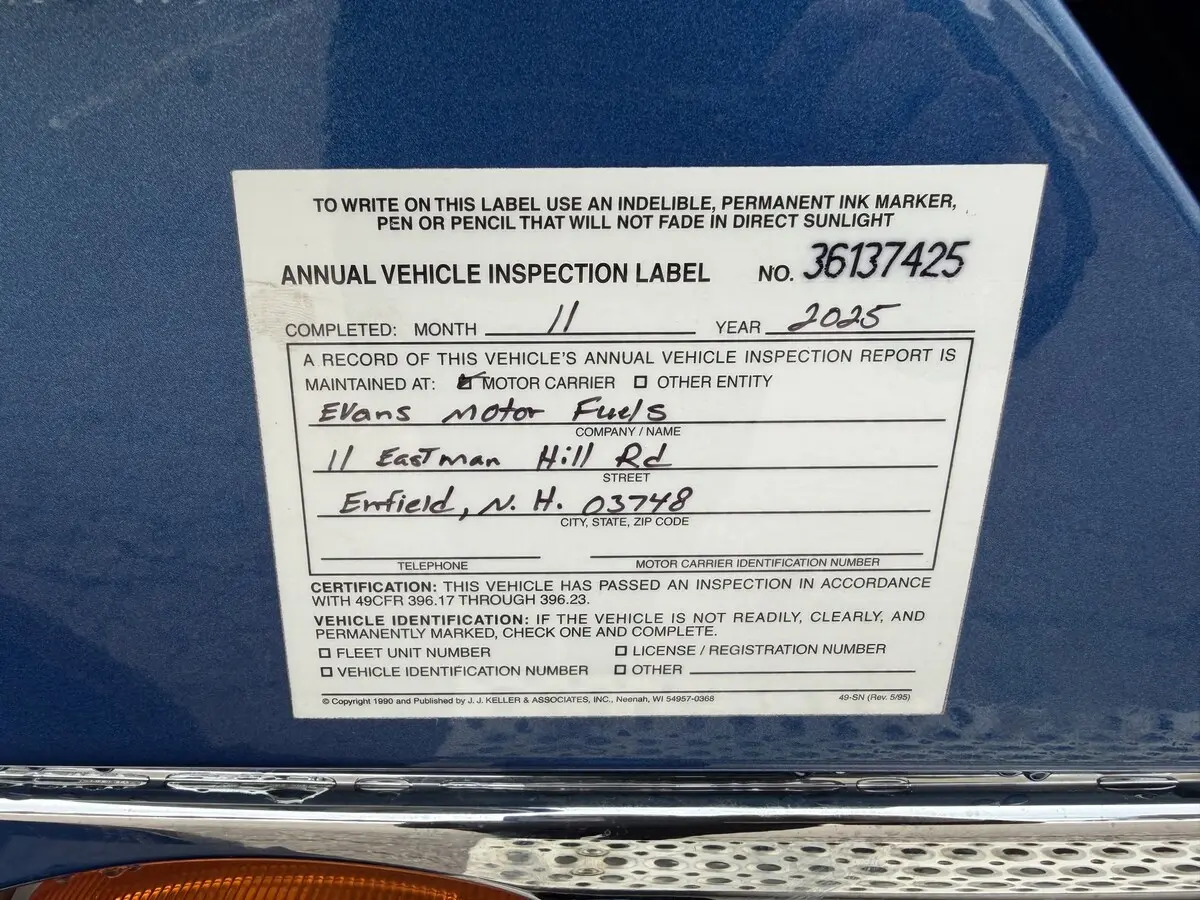 TO WRITE ON THIS LABEL USE AN INDELIBLE, PERMANENT INK MARKER,
PEN OR PENCIL THAT WILL NOT FADE IN DIRECT SUNLIGHT
ANNUAL VEHICLE INSPECTION LABEL NO. 36137425
COMPLETED: MONTH 11 YEAR 2025
A RECORD OF THIS VEHICLE'S ANNUAL VEHICLE INSPECTION REPORT IS
MAINTAINED AT: ☑ MOTOR CARRIER ☐ OTHER ENTITY
Evans Motor Fuels
COMPANY / NAME
11 Eastman Hill Rd
STREET
Enfield, N.H. 03748
CITY, STATE, ZIP CODE
TELEPHONE MOTOR CARRIER IDENTIFICATION NUMBER
CERTIFICATION: THIS VEHICLE HAS PASSED AN INSPECTION IN ACCORDANCE
WITH 49CFR 396.17 THROUGH 396.23.
VEHICLE IDENTIFICATION: IF THE VEHICLE IS NOT READILY, CLEARLY, AND
PERMANENTLY MARKED, CHECK ONE AND COMPLETE.
☐ FLEET UNIT NUMBER ☐ LICENSE / REGISTRATION NUMBER
☐ VEHICLE IDENTIFICATION NUMBER ☐ OTHER
© Copyright 1990 and Published by J. J. KELLER & ASSOCIATES, INC., Neenah, WI 54957-0368 49-SN (Rev. 5/95)